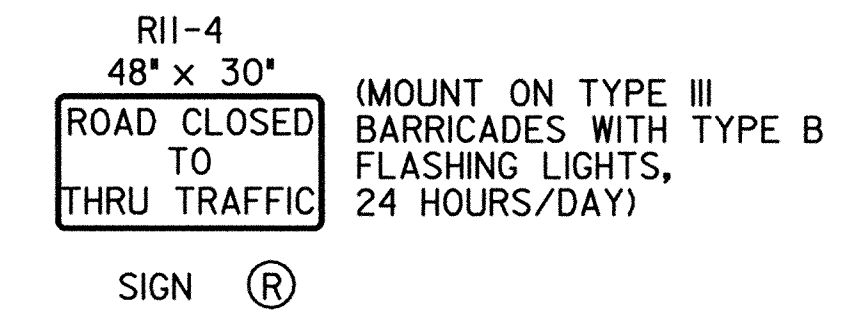 R11-4
48" x 30"
ROAD CLOSED
TO
THRU TRAFFIC
(MOUNT ON TYPE III
BARRICADES WITH TYPE B
FLASHING LIGHTS,
24 HOURS/DAY)
SIGN R